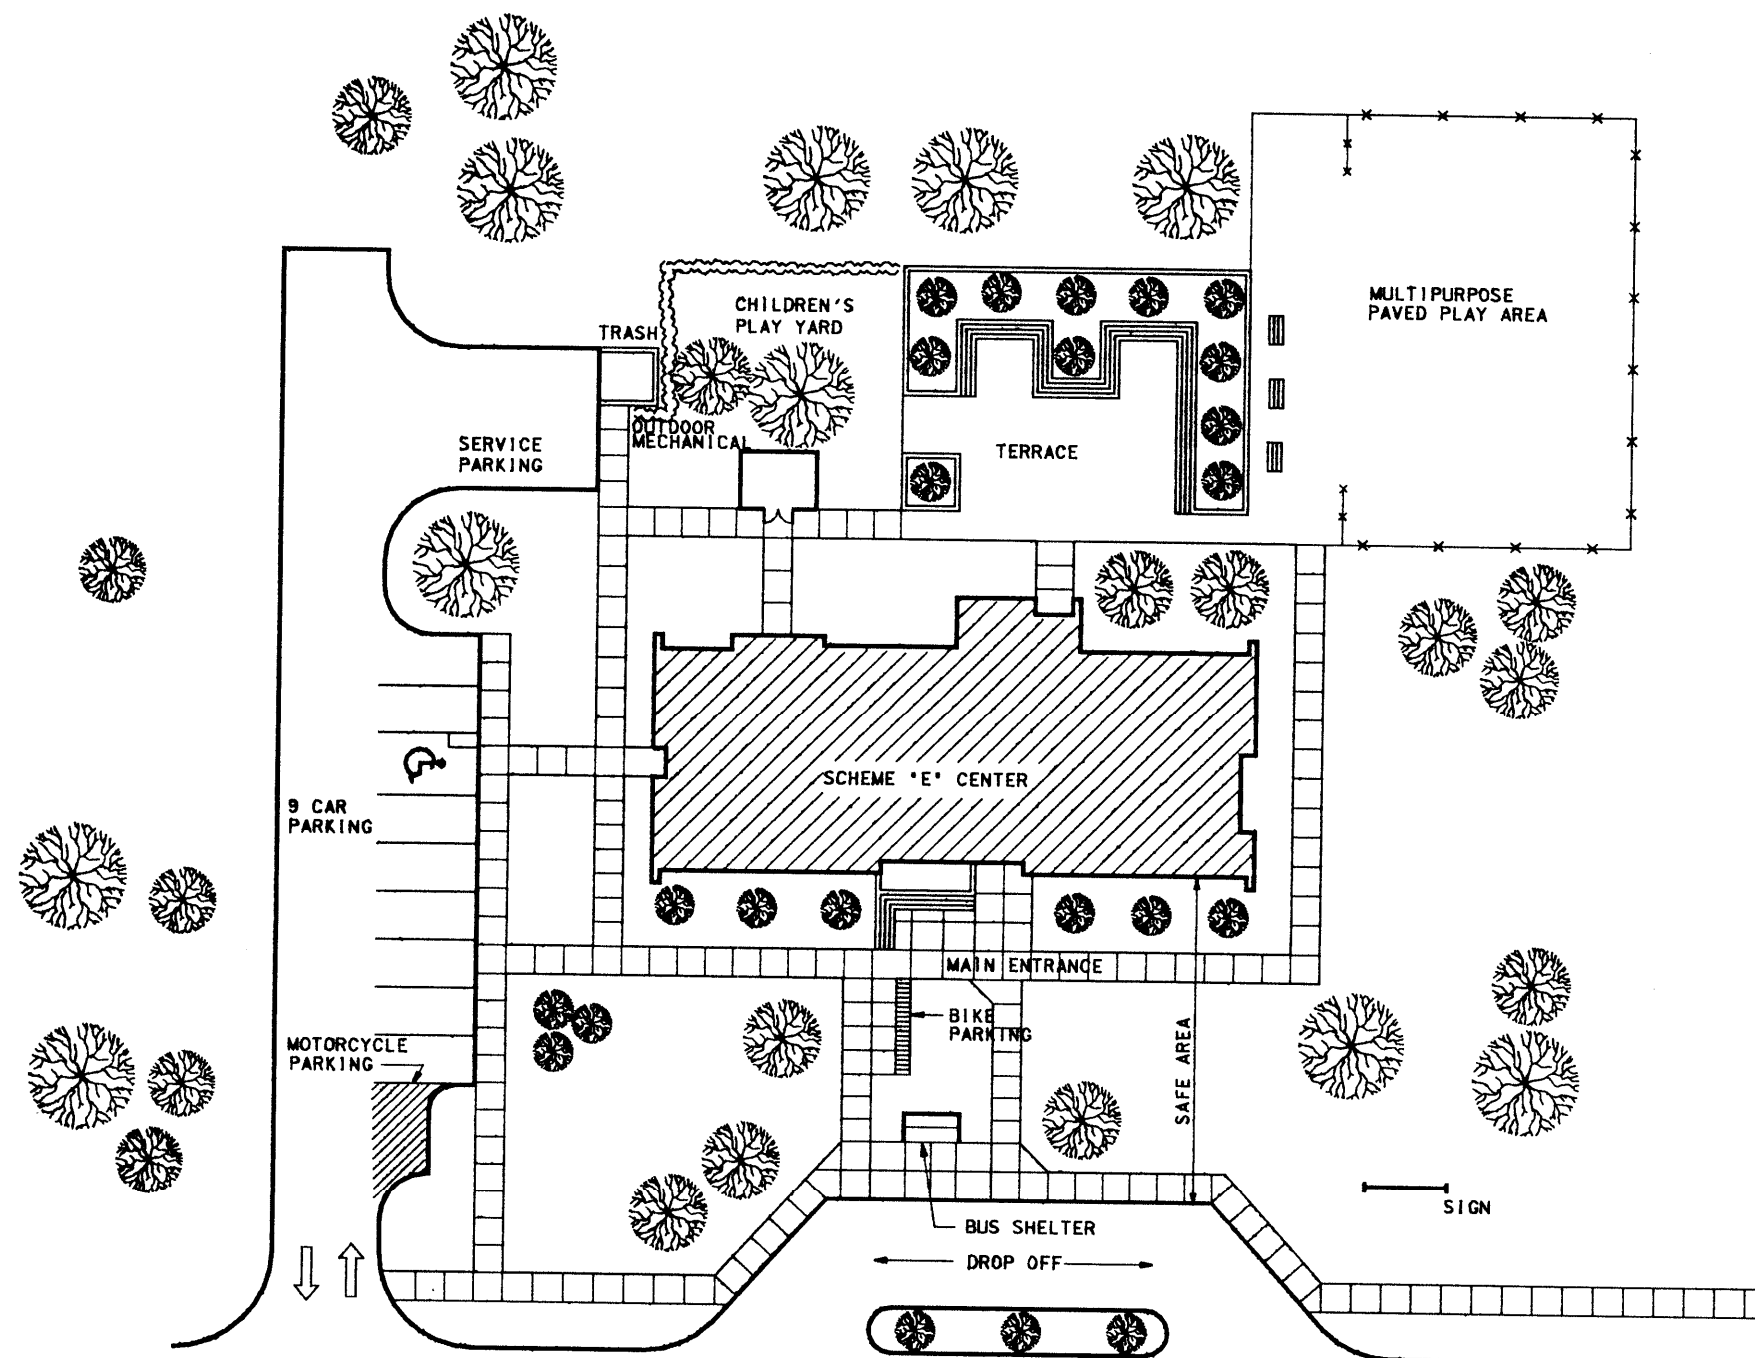 CHILDREN'S
PLAY YARD
MULTIPURPOSE
PAVED PLAY AREA
TRASH
OUTDOOR
MECHANICAL
SERVICE
PARKING
TERRACE
SCHEME "E" CENTER
9 CAR
PARKING
MAIN ENTRANCE
BIKE
PARKING
MOTORCYCLE
PARKING
SAFE AREA
SIGN
BUS SHELTER
DROP OFF